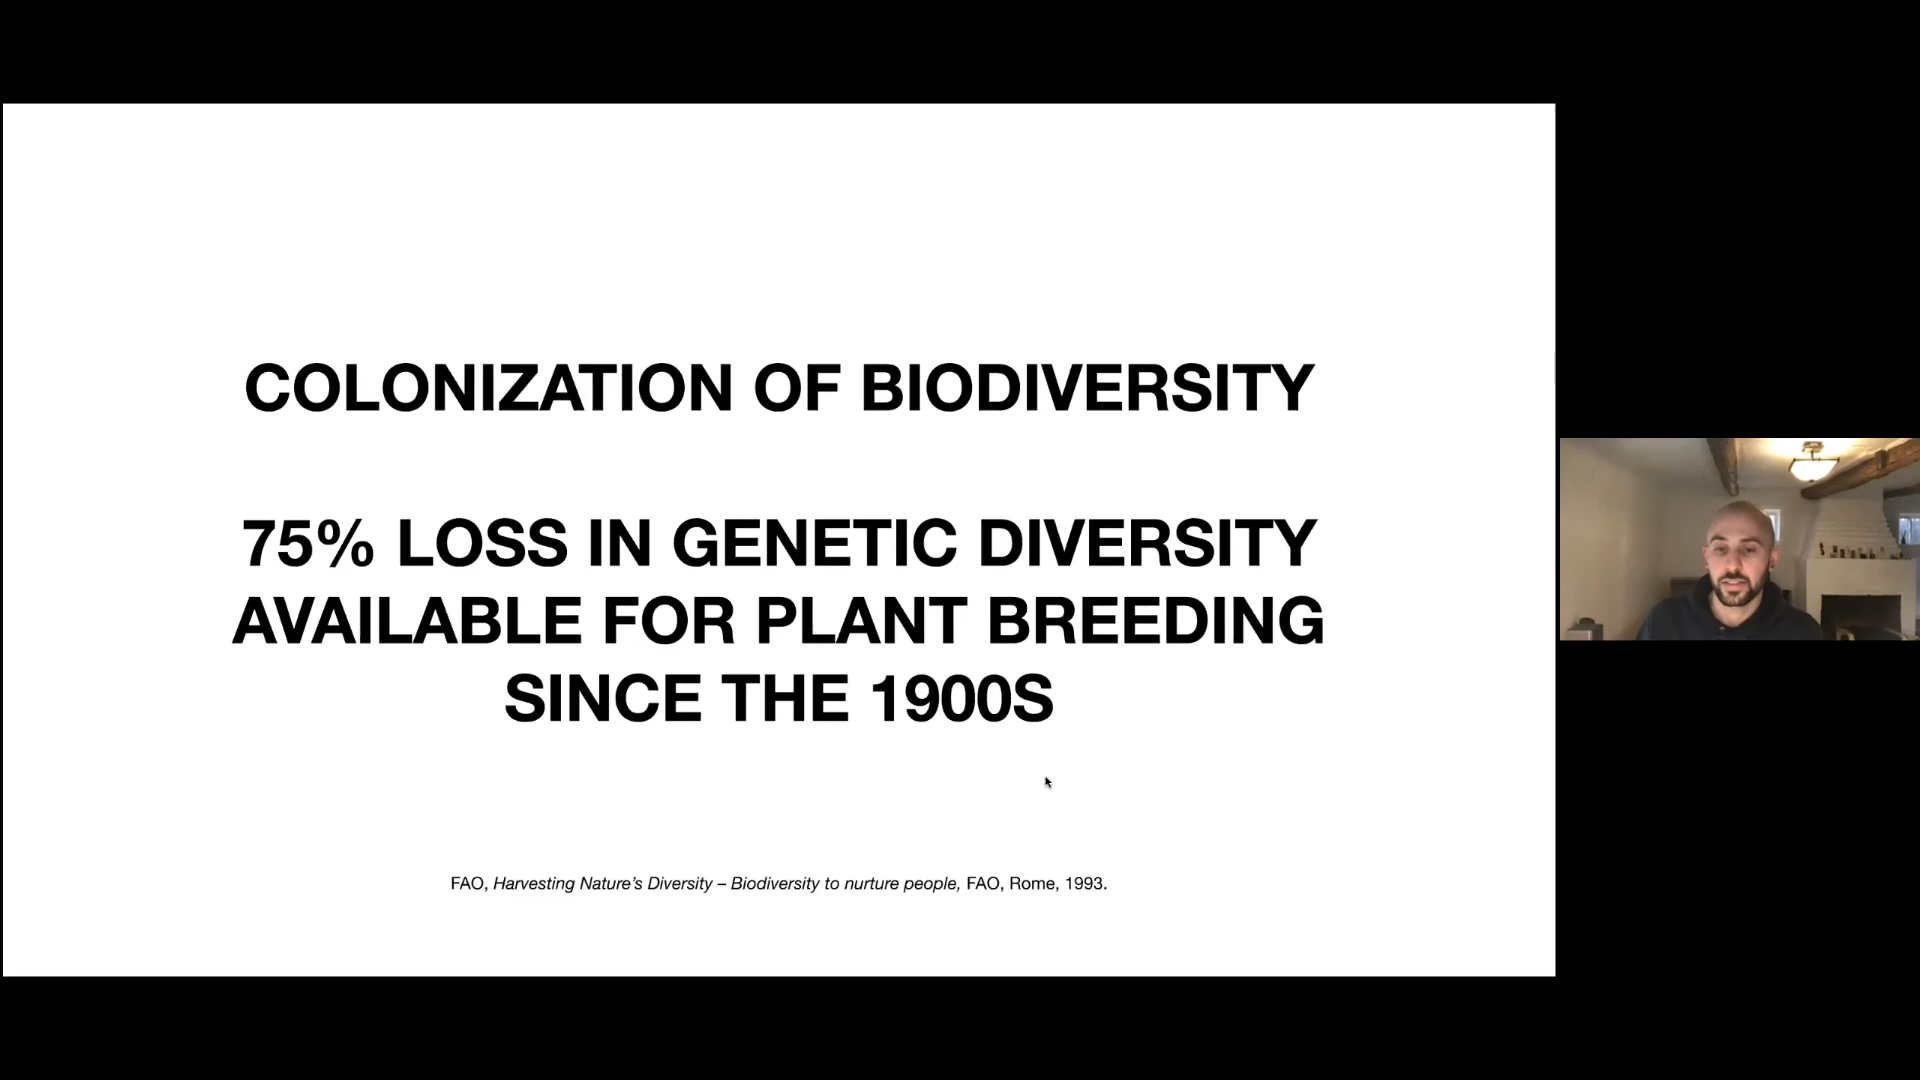 COLONIZATION OF BIODIVERSITY
75% LOSS IN GENETIC DIVERSITY
AVAILABLE FOR PLANT BREEDING
SINCE THE 1900S
FAO, Harvesting Nature’s Diversity – Biodiversity to nurture people, FAO, Rome, 1993.